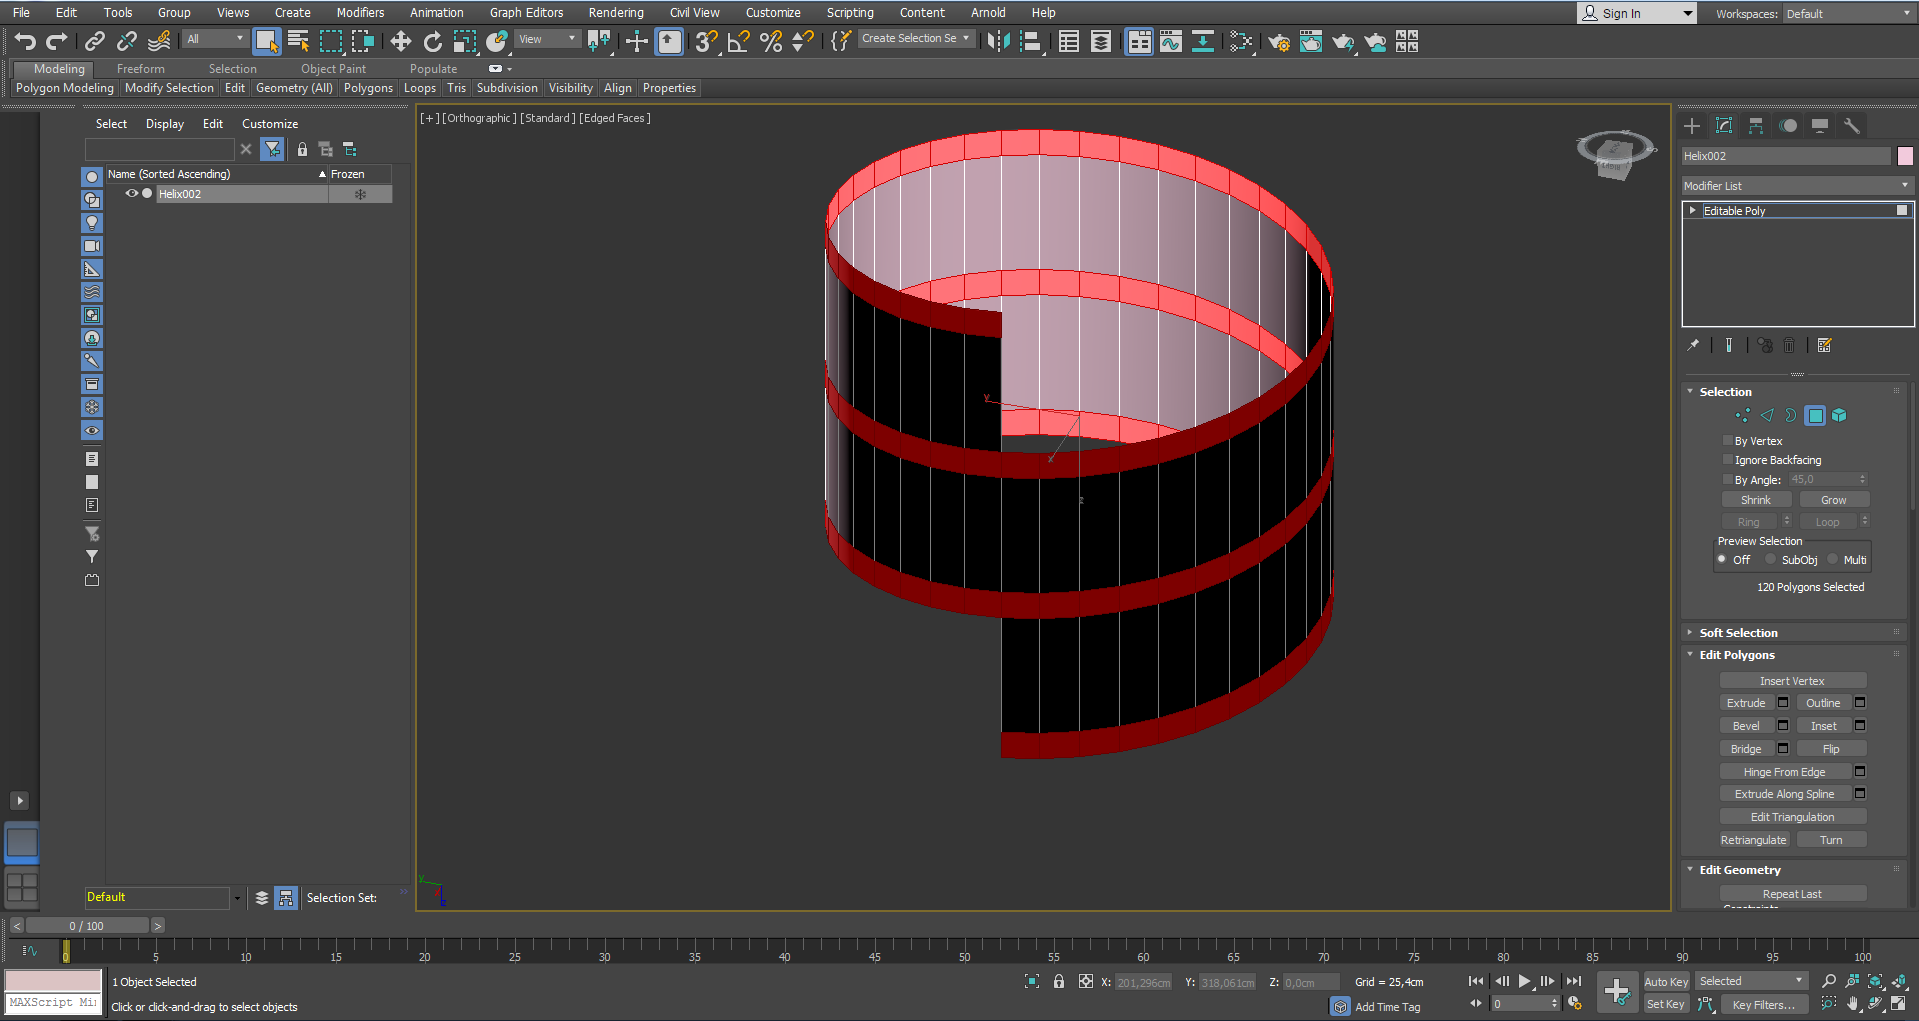 File Edit Tools Group Views Create Modifiers Animation Graph Editors Rendering Civil View Customize Scripting Content Arnold Help Sign In Workspaces: Default
All View Create Selection Se
Modeling Freeform Selection Object Paint Populate
Polygon Modeling Modify Selection Edit Geometry (All) Polygons Loops Tris Subdivision Visibility Align Properties
Select Display Edit Customize
Name (Sorted Ascending) Frozen
Helix002
Default Selection Set:
[+] [Orthographic] [Standard] [Edged Faces]
y
x
z
Helix002
Modifier List
Editable Poly
Selection
By Vertex
Ignore Backfacing
By Angle: 45,0
Shrink Grow
Ring Loop
Preview Selection
Off SubObj Multi
120 Polygons Selected
Soft Selection
Edit Polygons
Insert Vertex
Extrude Outline
Bevel Inset
Bridge Flip
Hinge From Edge
Extrude Along Spline
Edit Triangulation
Retriangulate Turn
Edit Geometry
Repeat Last
Constraints
< 0 / 100 >
0 5 10 15 20 25 30 35 40 45 50 55 60 65 70 75 80 85 90 95 100
1 Object Selected X: 201,296cm Y: 318,061cm Z: 0,0cm Grid = 25,4cm Auto Key Selected
MAXScript Mi Click or click-and-drag to select objects Add Time Tag 0 Set Key Key Filters...